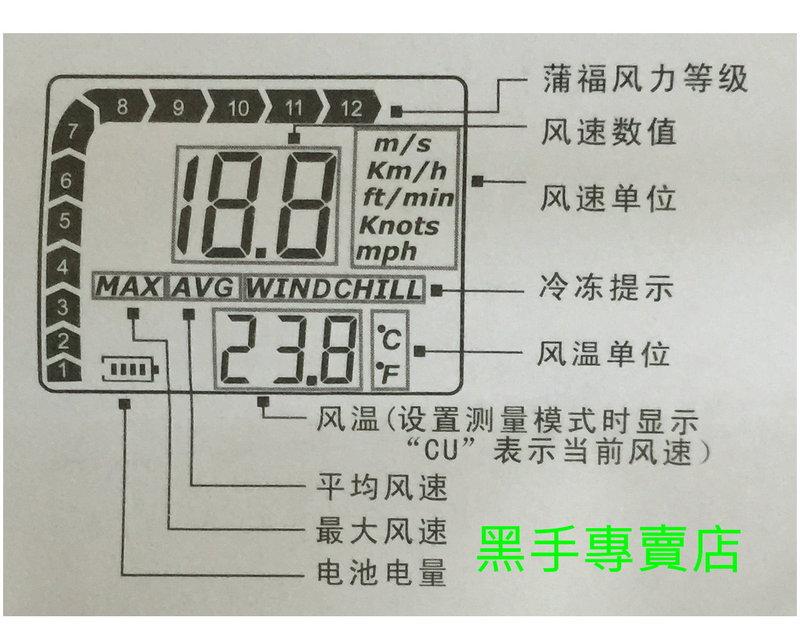 8 9 10 11 12
7
6
5
4
3
2
1
18.8
m/s
Km/h
ft/min
Knots
mph
MAX AVG WINDCHILL
23.8
°C
°F
蒲福风力等级
风速数值
风速单位
冷冻提示
风温单位
风温(设置测量模式时显示
“CU”表示当前风速)
平均风速
最大风速
电池电量
黑手專賣店